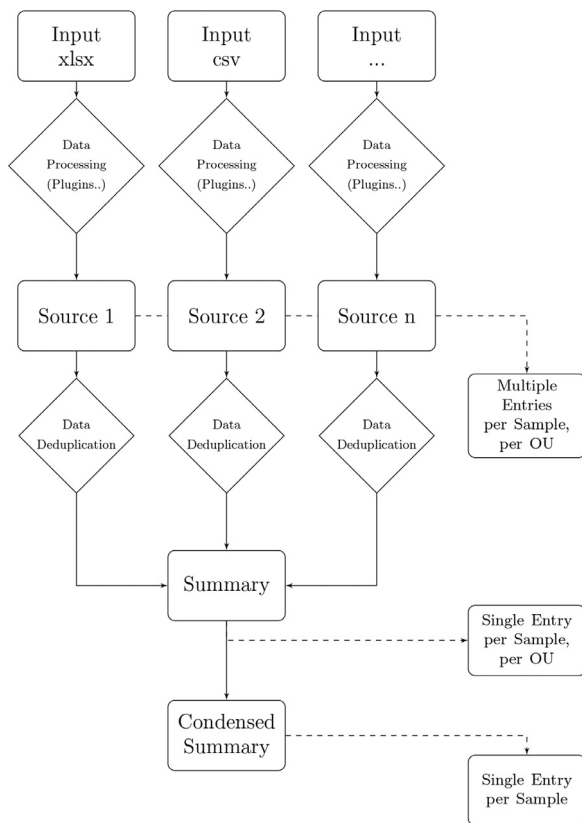 Input
xlsx
Input
csv
Input
...
Data
Processing
(Plugins..)
Data
Processing
(Plugins..)
Data
Processing
(Plugins..)
Source 1
Source 2
Source n
Multiple
Entries
per Sample,
per OU
Data
Deduplication
Data
Deduplication
Data
Deduplication
Summary
Single Entry
per Sample,
per OU
Condensed
Summary
Single Entry
per Sample